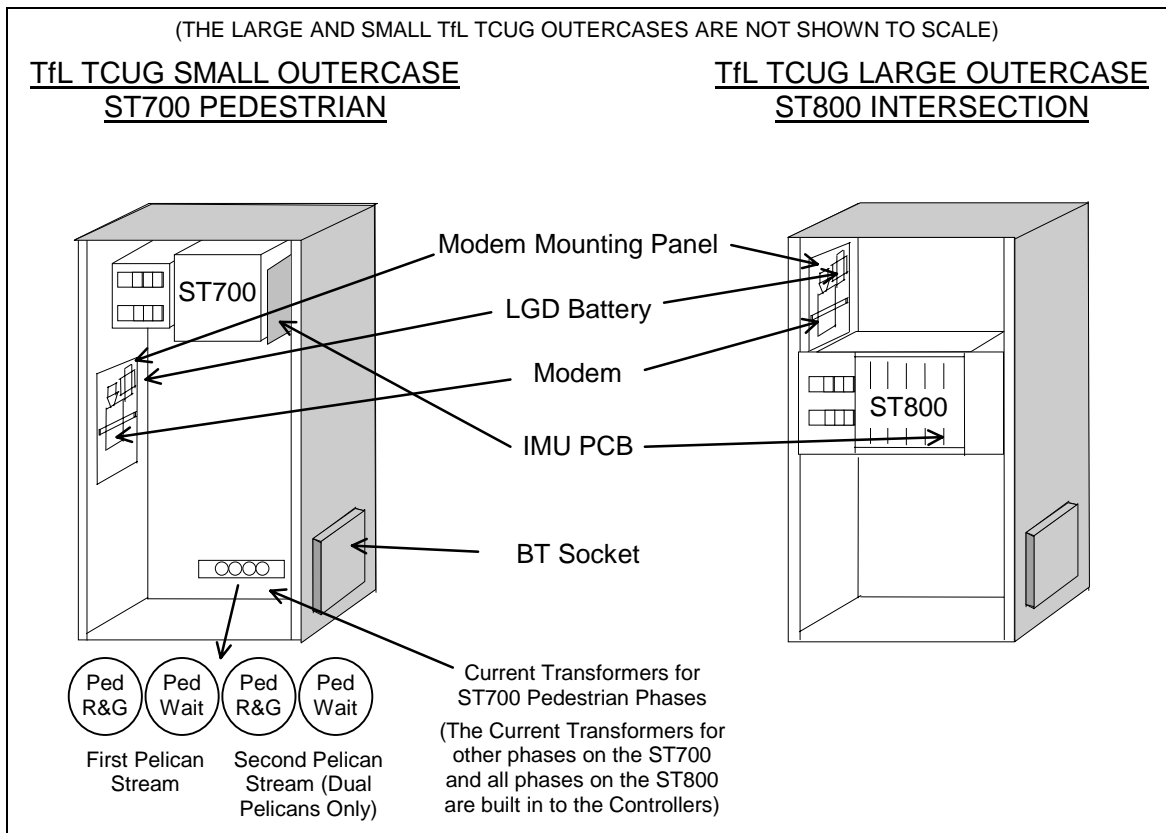 (THE LARGE AND SMALL TfL TCUG OUTERCASES ARE NOT SHOWN TO SCALE)
TfL TCUG SMALL OUTERCASE
ST700 PEDESTRIAN
TfL TCUG LARGE OUTERCASE
ST800 INTERSECTION
Modem Mounting Panel
ST700
LGD Battery
Modem
ST800
IMU PCB
BT Socket
Ped
R&G
Ped
Wait
Ped
R&G
Ped
Wait
First Pelican
Stream
Second Pelican
Stream (Dual
Pelicans Only)
Current Transformers for
ST700 Pedestrian Phases
(The Current Transformers for
other phases on the ST700
and all phases on the ST800
are built in to the Controllers)